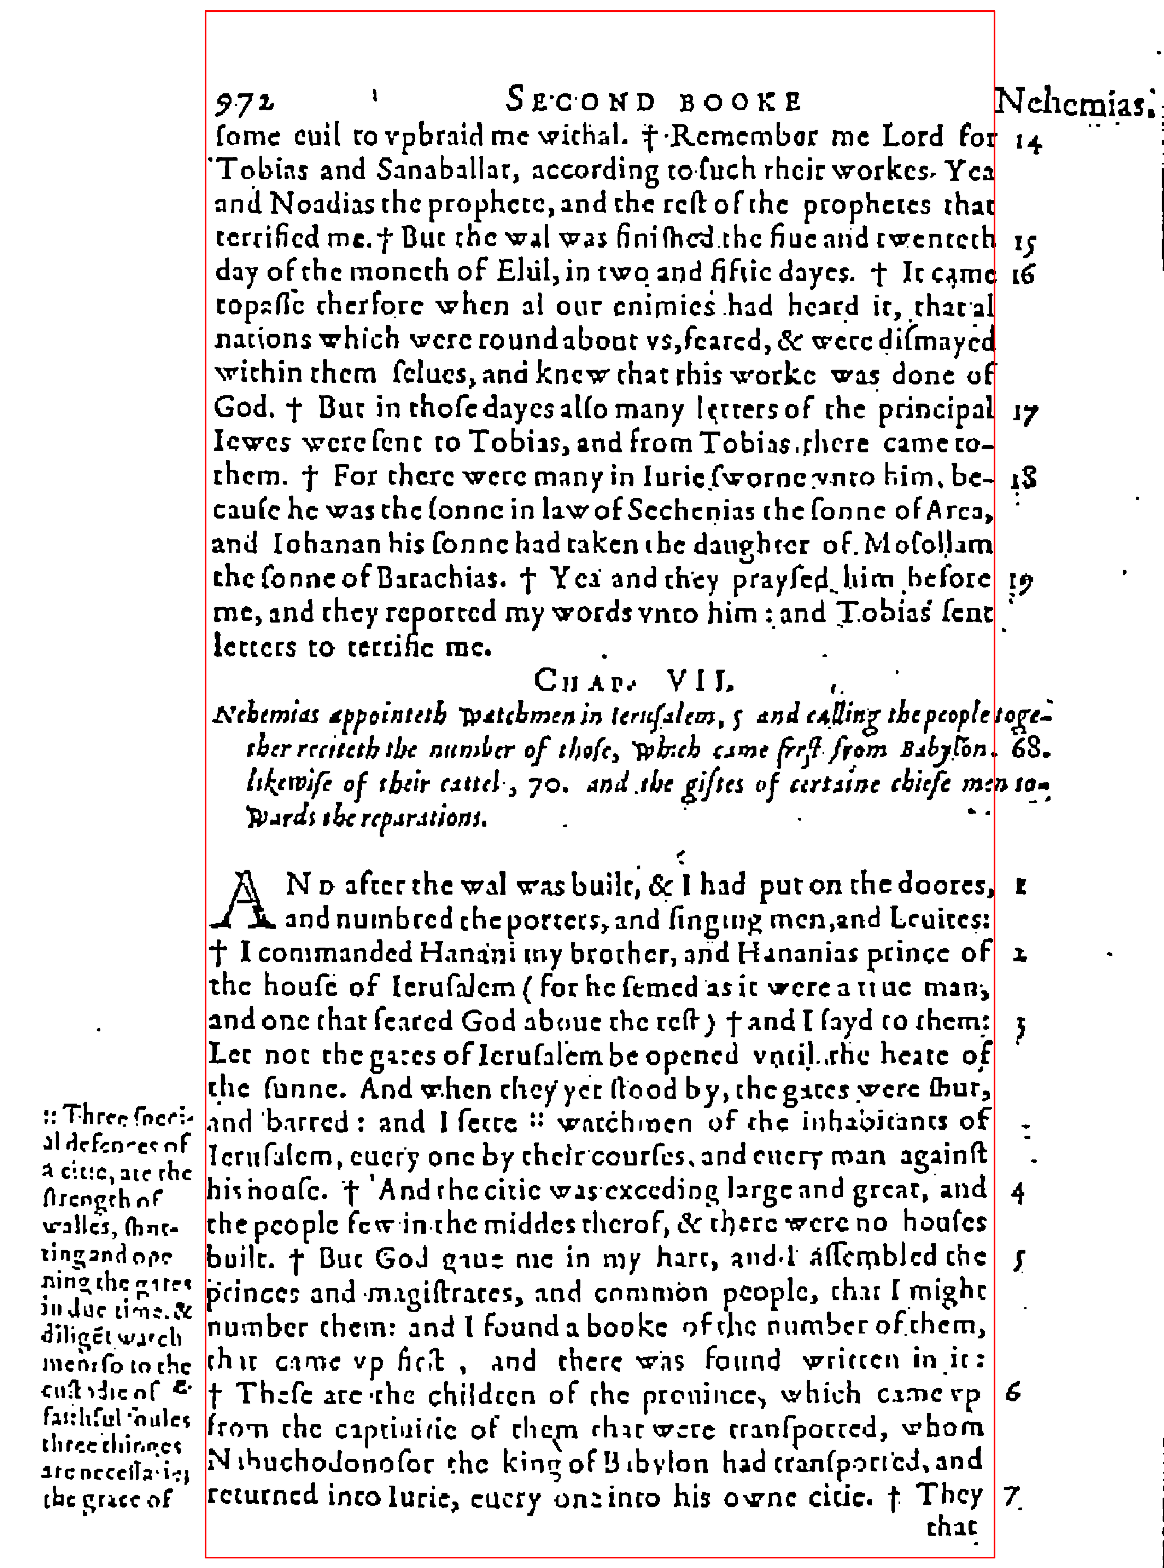 972 SECOND BOOKE Nehemias.
ſome euil to vpbraid me withal. † Remember me Lord for 14
Tobias and Sanaballat, according to ſuch their workes. Yea
and Noadias the prophete, and the reſt of the prophetes that
terrified me. † But the wal was finiſhed the fiue and twenteth 15
day of the moneth of Elul, in two and fiftie dayes. † It came 16
to paſſe therfore when al our enimies had heard it, that al
nations which were round about vs, feared, & were diſmayed
within them ſelues, and knew that this worke was done of
God. † But in thoſe dayes alſo many letters of the principal 17
Iewes were ſent to Tobias, and from Tobias there came to
them. † For there were many in Iurie ſworne vnto him, be- 18
cauſe he was the ſonne in law of Sechenias the ſonne of Area,
and Iohanan his ſonne had taken the daughter of Moſollam
the ſonne of Barachias. † Yea and they prayſed him before 19
me, and they reported my words vnto him: and Tobias ſent
letters to terrifie me.
CHAP. VII.
Nehemias appointeth watchmen in Ieruſalem, 5 and calling the people toge-
ther reciteth the number of thoſe, which came firſt from Babylon. 68.
likewiſe of their cattel, 70. and the giftes of certaine chiefe men to-
wards the reparations.
AND after the wal was built, & I had put on the doores, 1
and numbred the porters, and ſinging men, and Leuites:
† I commanded Hanani my brother, and Hananias prince of 2
the houſe of Ieruſalem (for he ſemed as it were a true man,
and one that feared God aboue the reſt) † and I ſayd to them: 3
Let not the gates of Ieruſalem be opened vntil the heate of
the ſunne. And when they yet ſtood by, the gates were ſhut,
and barred: and I ſette :: watchmen of the inhabitants of
Ieruſalem, euery one by their courſes, and euery man againſt
his houſe. † And the citie was exceding large and great, and 4
the people few in the middes therof, & there were no houſes
built. † But God gaue me in my hart, and I aſſembled the 5
princes and magiſtrates, and common people, that I might
number them: and I found a booke of the number of them,
that came vp firſt, and there was found written in it:
† Theſe are the children of the prouince, which came vp 6
from the captiuitie of them that were tranſported, whom
Nabuchodonoſor the king of Babylon had tranſported, and
returned into Iurie, euery one into his owne citie. † They 7
that
:: Three ſpeci-
al defences of
a citie, are the
ſtrength of
walles, ſhut-
ting and ope
ning the gates
in due time, &
diligēt watch
men: ſo to the
cuſtodie of
faithful ſoules
three thinges
are neceſſarie;
the grace of